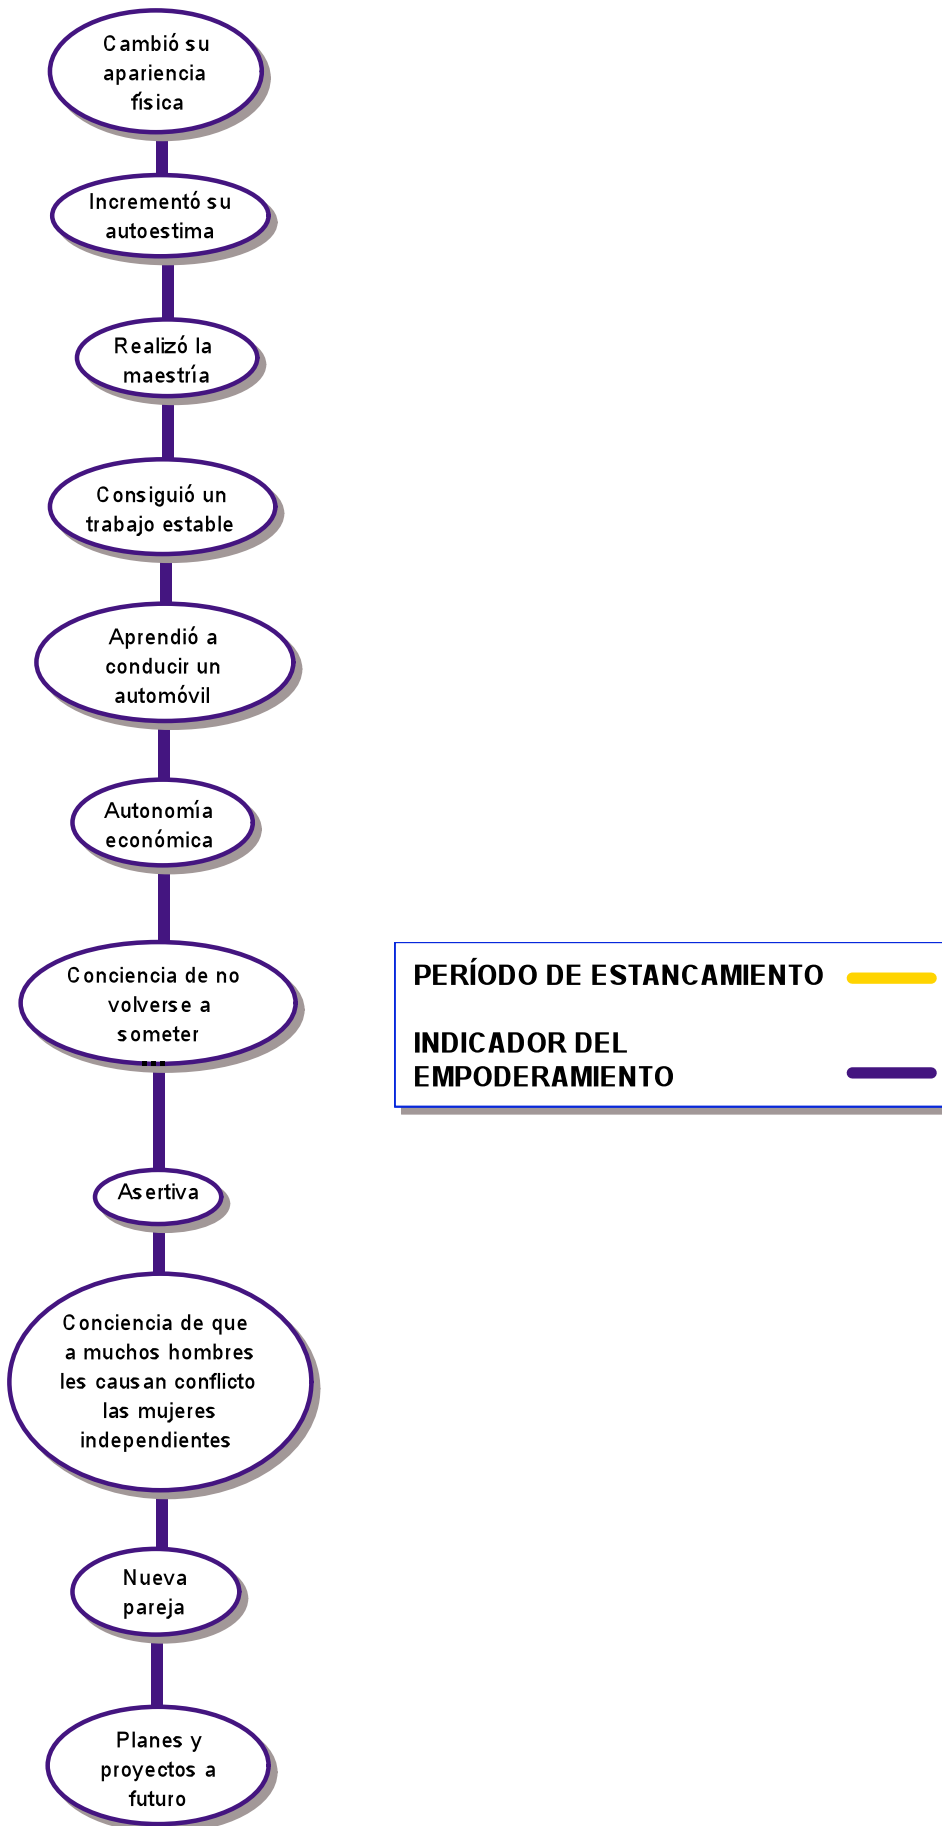 Cambió su
apariencia
física
Incrementó su
autoestima
Realizó la
maestría
Consiguió un
trabajo estable
Aprendió a
conducir un
automóvil
Autonomía
económica
Conciencia de no
volverse a
someter
PERÍODO DE ESTANCAMIENTO
INDICADOR DEL
EMPODERAMIENTO
Asertiva
Conciencia de que
a muchos hombres
les causan conflicto
las mujeres
independientes
Nueva
pareja
Planes y
proyectos a
futuro